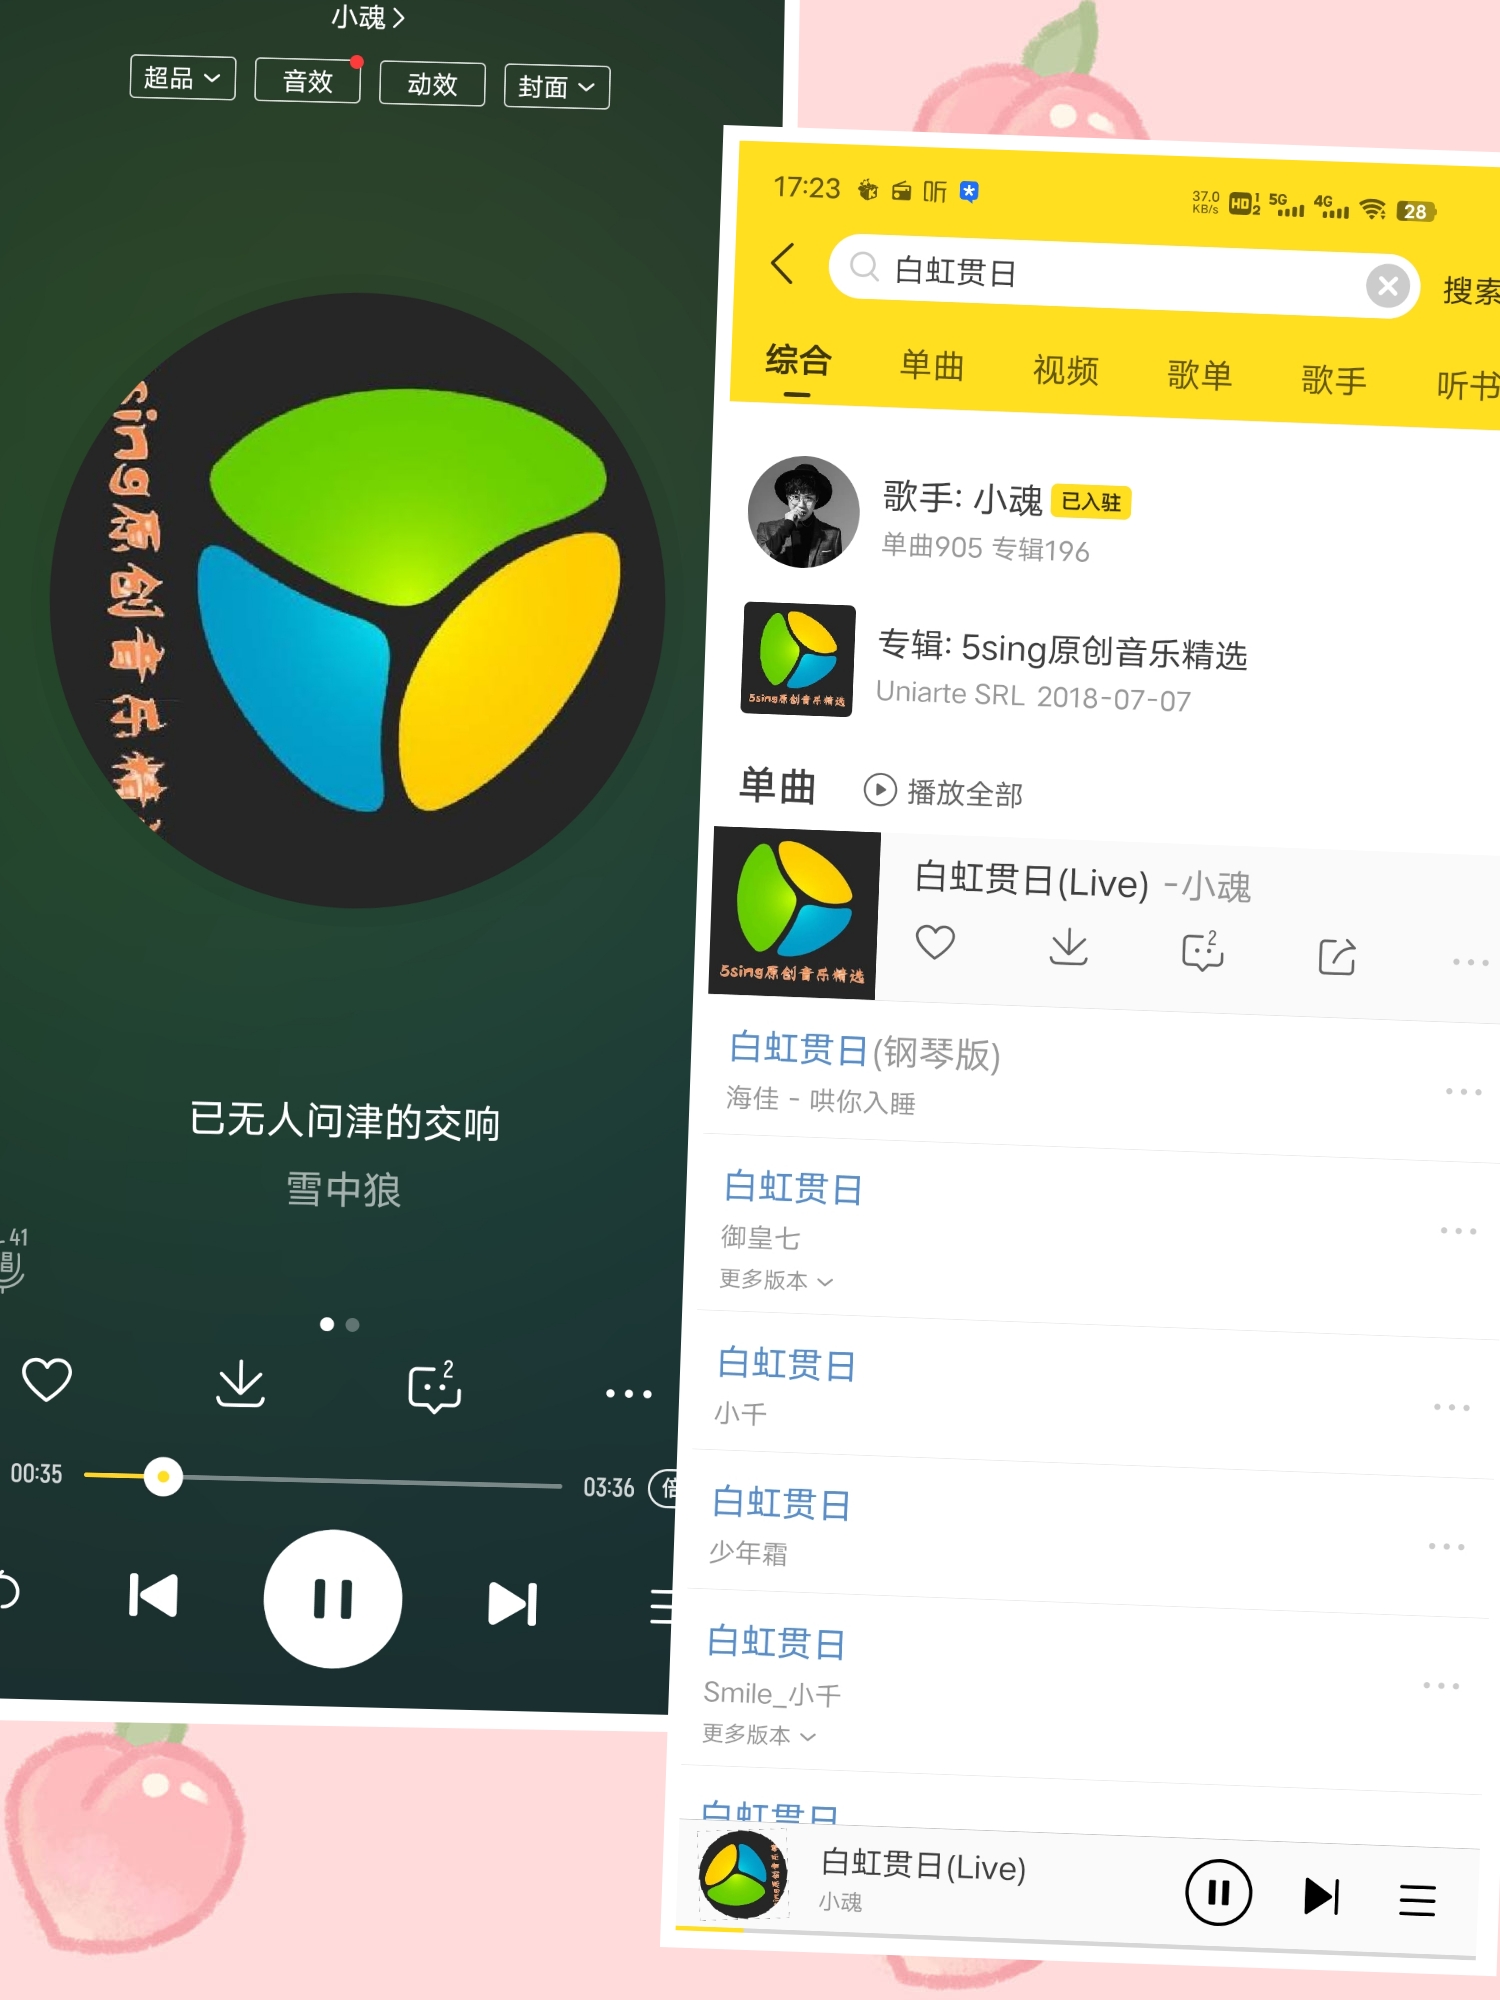 小魂
超品
音效
动效
封面
sing原创音乐精
已无人问津的交响
雪中狼
41
唱
2
00:35
03:36
倍
17:23
听
37.0
KB/s
HD 1 2
5G
4G
28
白虹贯日
搜索
综合
单曲
视频
歌单
歌手
听书
歌手: 小魂 已入驻
单曲905 专辑196
专辑: 5sing原创音乐精选
5sing原创音乐精选
Uniarte SRL 2018-07-07
单曲
播放全部
白虹贯日(Live) -小魂
2
5sing原创音乐精选
白虹贯日(钢琴版)
海佳 - 哄你入睡
白虹贯日
御皇七
更多版本
白虹贯日
小千
白虹贯日
少年霜
白虹贯日
Smile_小千
更多版本
白虹贯日
白虹贯日(Live)
小魂